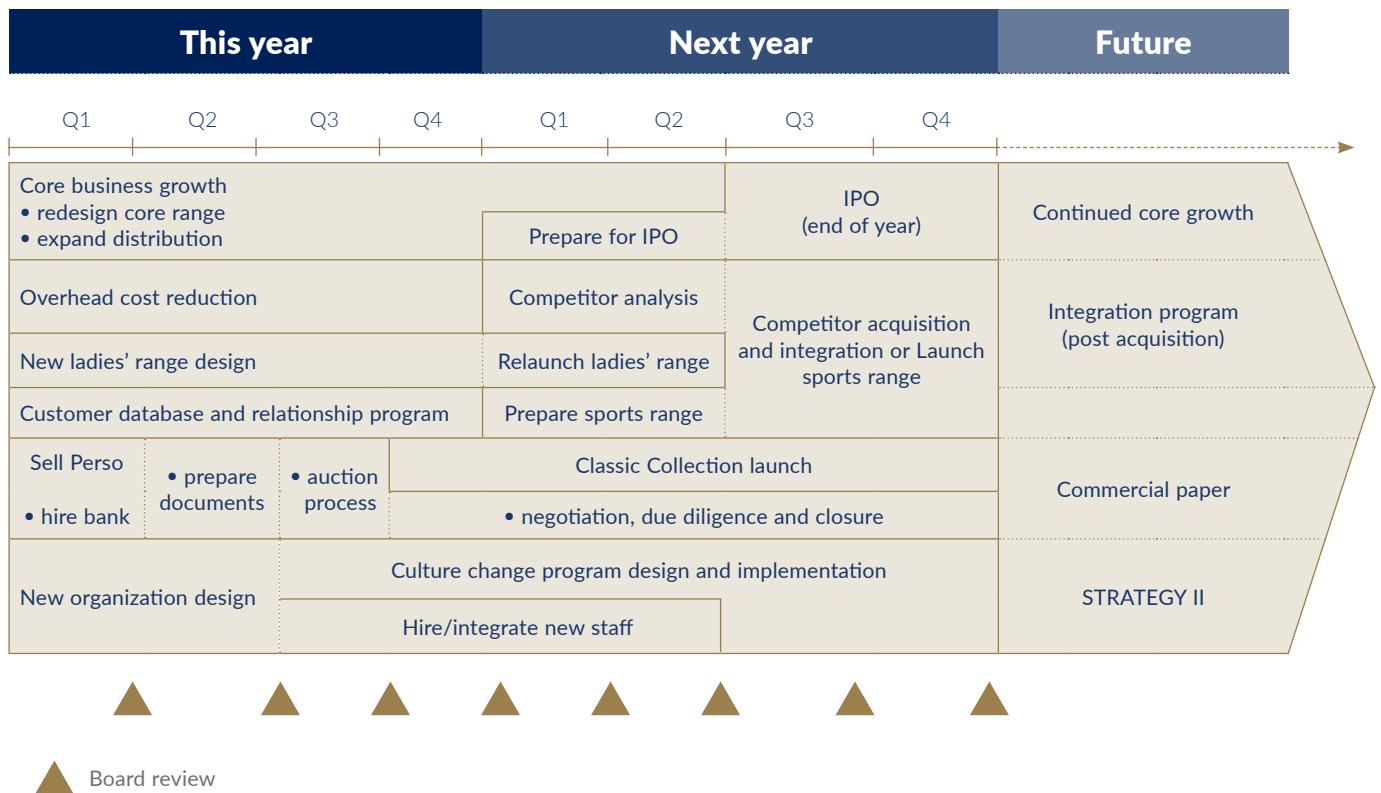 This year
Next year
Future
Q1
Q2
Q3
Q4
Q1
Q2
Q3
Q4
Core business growth
• redesign core range
• expand distribution
Prepare for IPO
IPO
(end of year)
Continued core growth
Overhead cost reduction
Competitor analysis
Competitor acquisition
and integration or Launch
sports range
Integration program
(post acquisition)
New ladies’ range design
Relaunch ladies’ range
Customer database and relationship program
Prepare sports range
Sell Perso
• hire bank
• prepare
documents
• auction
process
Classic Collection launch
• negotiation, due diligence and closure
Commercial paper
New organization design
Culture change program design and implementation
Hire/integrate new staff
STRATEGY II
Board review